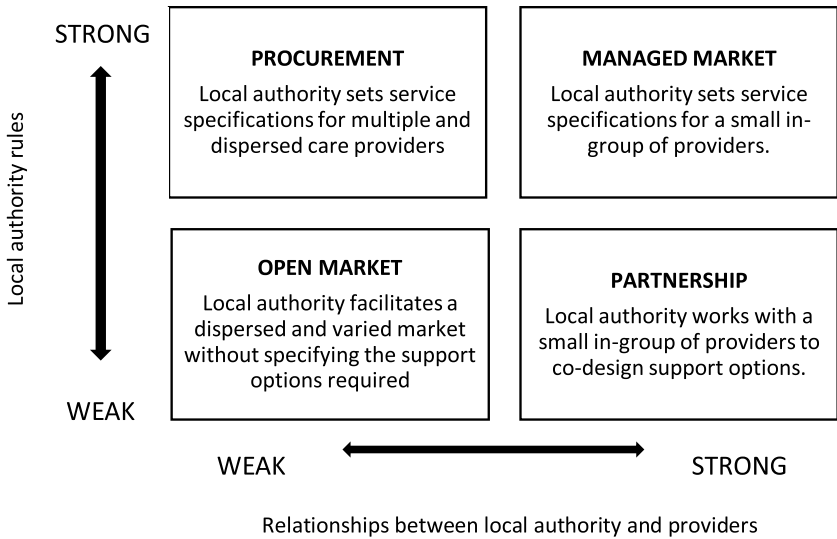 STRONG
Local authority rules
WEAK
PROCUREMENT
Local authority sets service
specifications for multiple and
dispersed care providers
MANAGED MARKET
Local authority sets service
specifications for a small in-
group of providers.
OPEN MARKET
Local authority facilitates a
dispersed and varied market
without specifying the support
options required
PARTNERSHIP
Local authority works with a
small in-group of providers to
co-design support options.
WEAK
STRONG
Relationships between local authority and providers